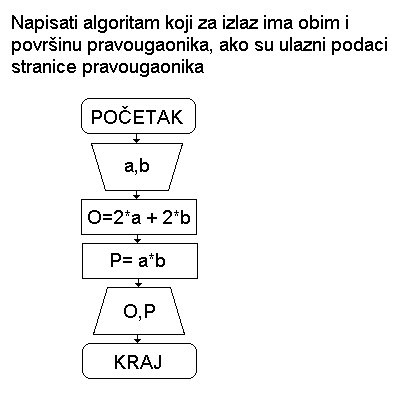 Napisati algoritam koji za izlaz ima obim i
površinu pravougaonika, ako su ulazni podaci
stranice pravougaonika
POČETAK
a,b
O=2*a + 2*b
P= a*b
O,P
KRAJ